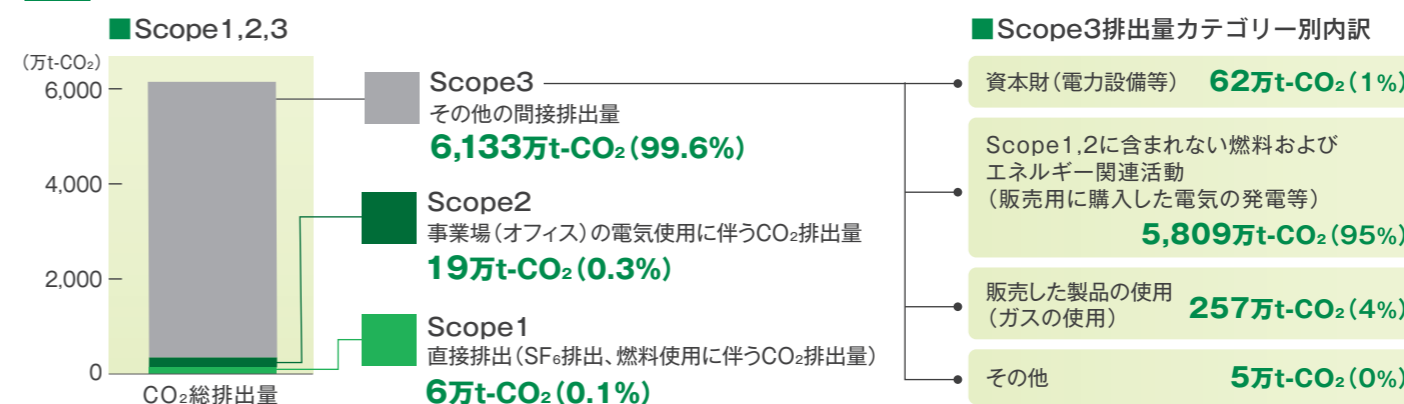 ■Scope1,2,3
(万t-CO₂)
6,000
4,000
2,000
0
CO₂総排出量
Scope3
その他の間接排出量
6,133万t-CO₂(99.6%)
Scope2
事業場(オフィス)の電気使用に伴うCO₂排出量
19万t-CO₂(0.3%)
Scope1
直接排出(SF₆排出、燃料使用に伴うCO₂排出量)
6万t-CO₂(0.1%)
■Scope3排出量カテゴリー別内訳
資本財(電力設備等) 62万t-CO₂(1%)
Scope1,2に含まれない燃料および
エネルギー関連活動
(販売用に購入した電気の発電等)
5,809万t-CO₂(95%)
販売した製品の使用
(ガスの使用)
257万t-CO₂(4%)
その他 5万t-CO₂(0%)